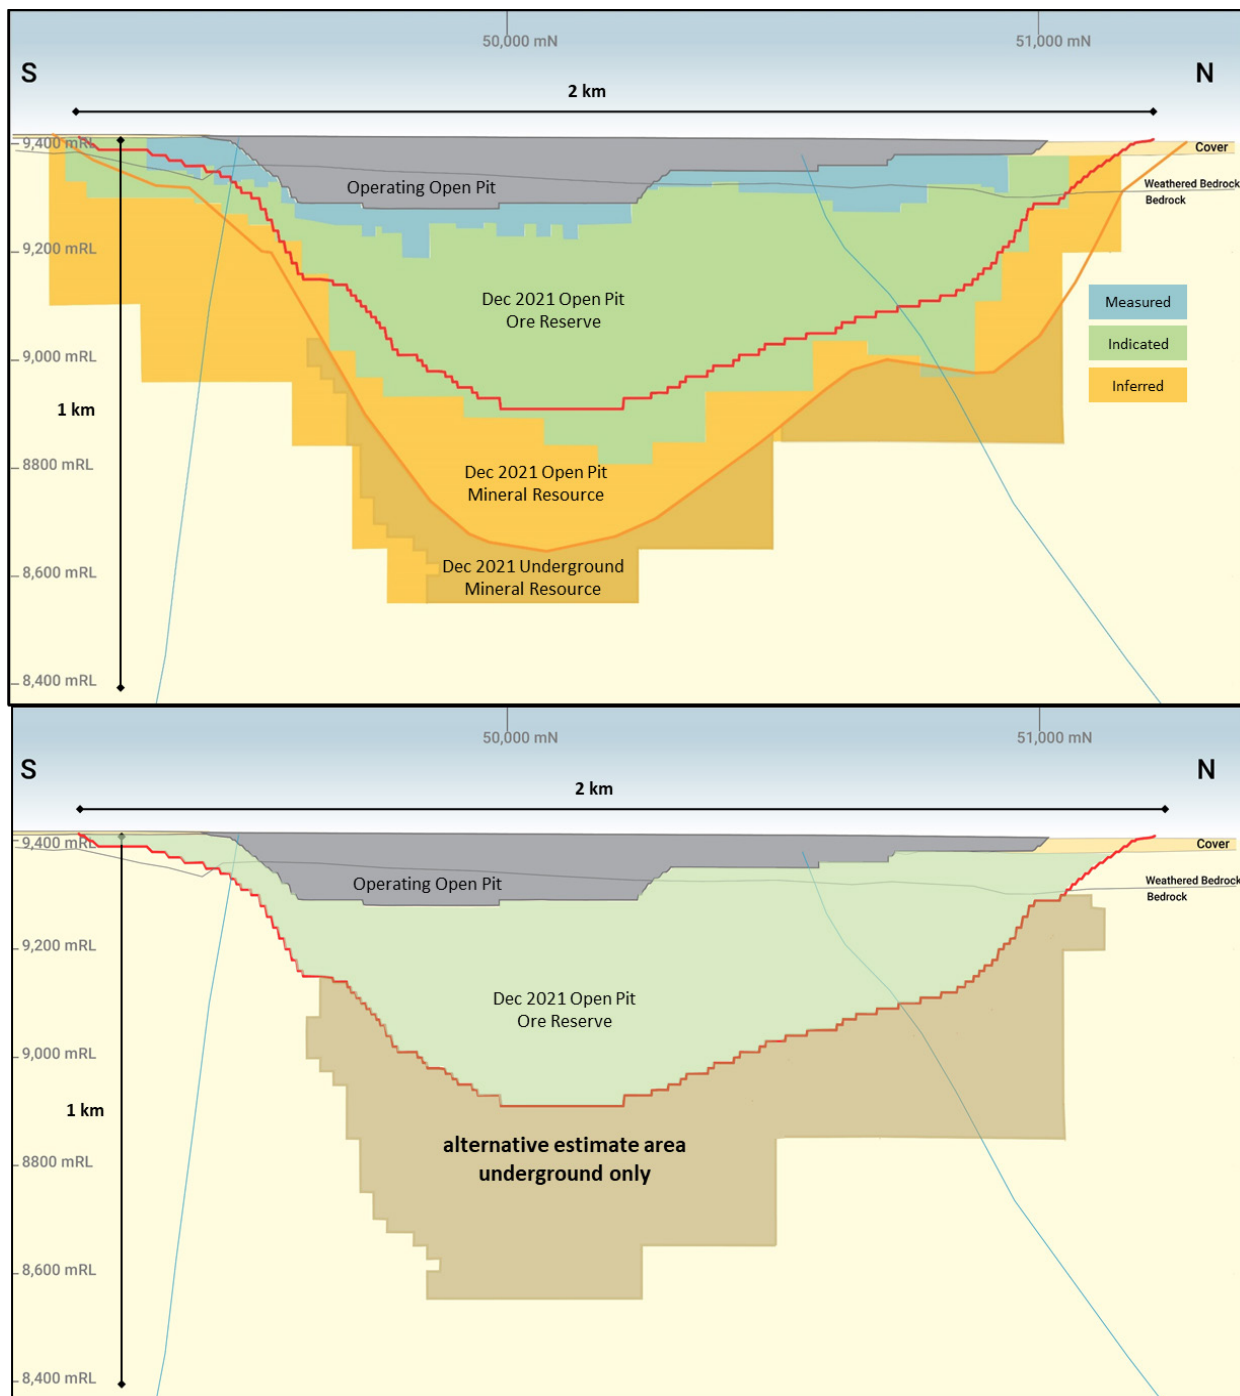 50,000 mN
51,000 mN
S
N
2 km
9,400 mRL
Cover
Operating Open Pit
Weathered Bedrock
Bedrock
9,200 mRL
Dec 2021 Open Pit
Ore Reserve
Measured
Indicated
Inferred
9,000 mRL
1 km
8800 mRL
Dec 2021 Open Pit
Mineral Resource
8,600 mRL
Dec 2021 Underground
Mineral Resource
8,400 mRL
50,000 mN
51,000 mN
S
N
2 km
9,400 mRL
Cover
Operating Open Pit
Weathered Bedrock
Bedrock
9,200 mRL
Dec 2021 Open Pit
Ore Reserve
9,000 mRL
1 km
alternative estimate area
underground only
8800 mRL
8,600 mRL
8,400 mRL